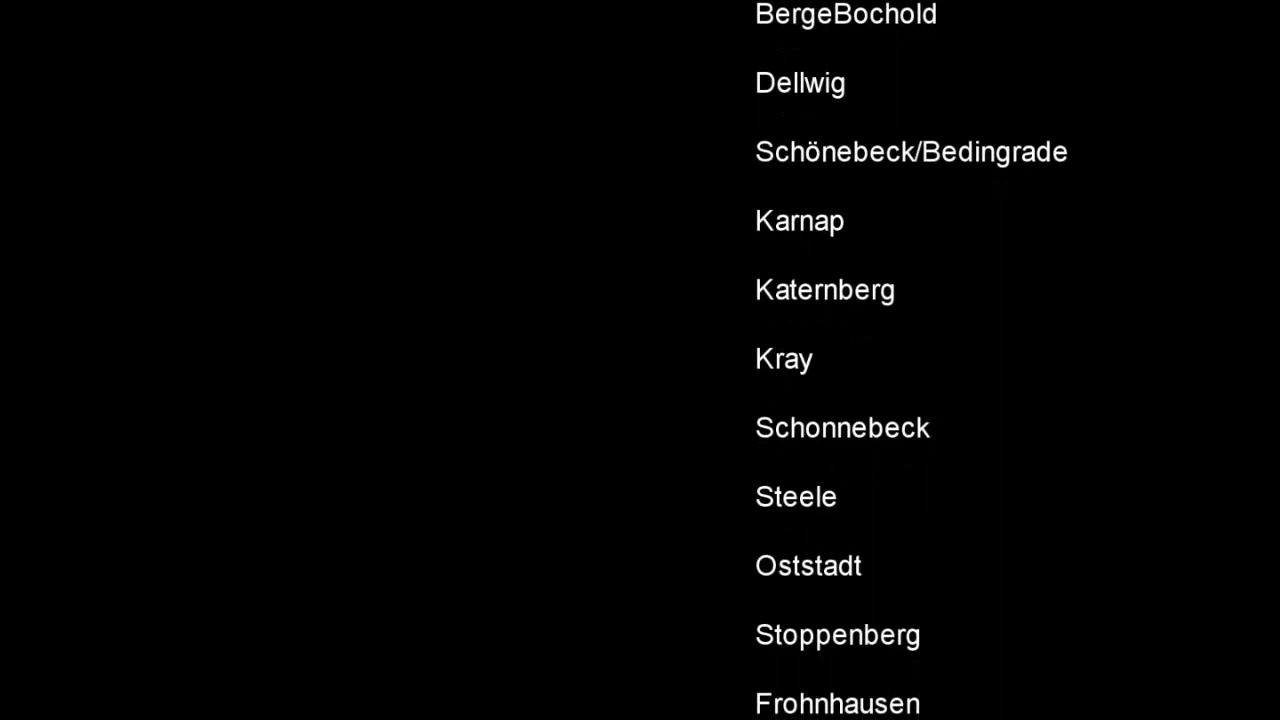 BergeBochold
Dellwig
Schönebeck/Bedingrade
Karnap
Katernberg
Kray
Schonnebeck
Steele
Oststadt
Stoppenberg
Frohnhausen